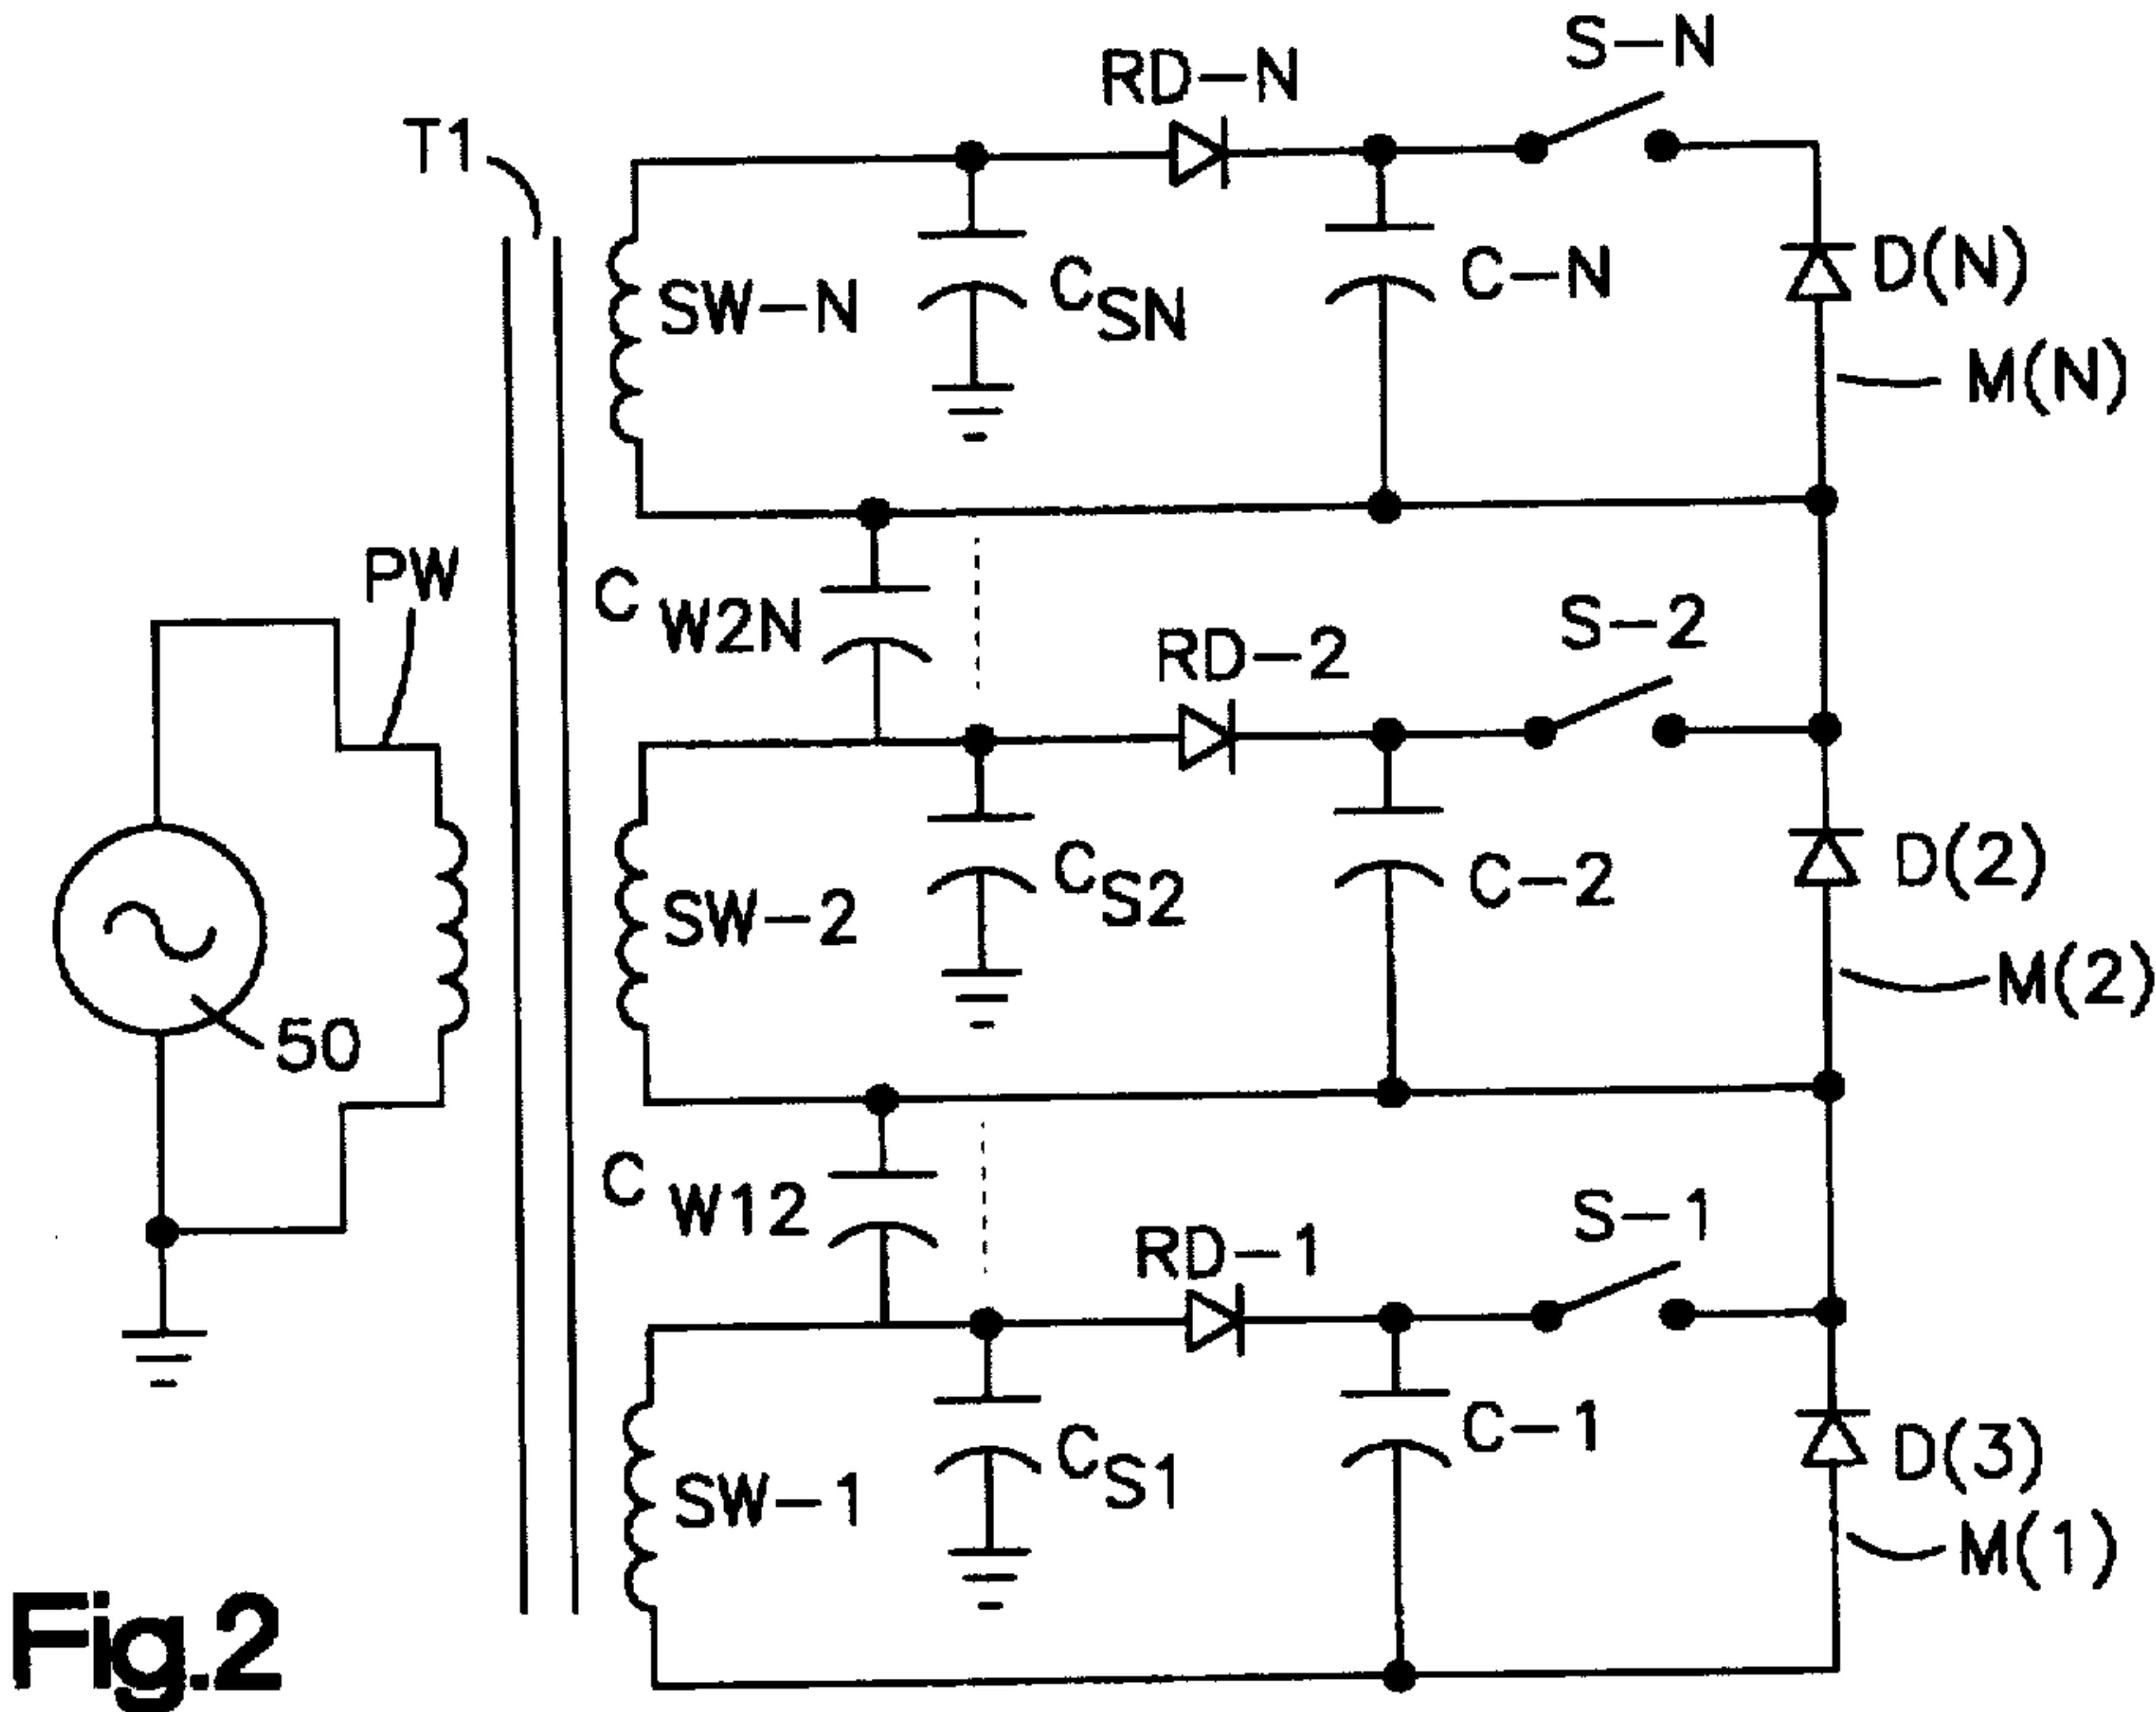 S-N
RD-N
T1
D(N)
SW-N
C SN
C-N
M(N)
PW
C W2N
S-2
RD-2
D(2)
SW-2
C S2
C-2
M(2)
50
C W12
S-1
RD-1
C-1
D(3)
SW-1
C S1
M(1)
Fig.2